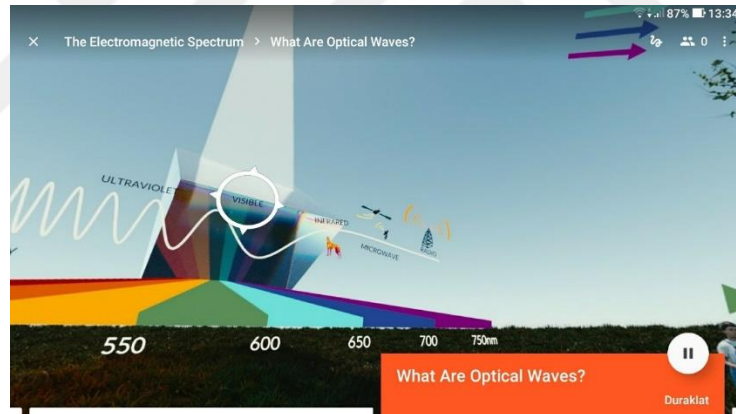 87% 13:34
The Electromagnetic Spectrum > What Are Optical Waves?
0
ULTRAVIOLET
VISIBLE
INFRARED
MICROWAVE
RADIO
550 600 650 700 750nm
What Are Optical Waves?
Duraklat